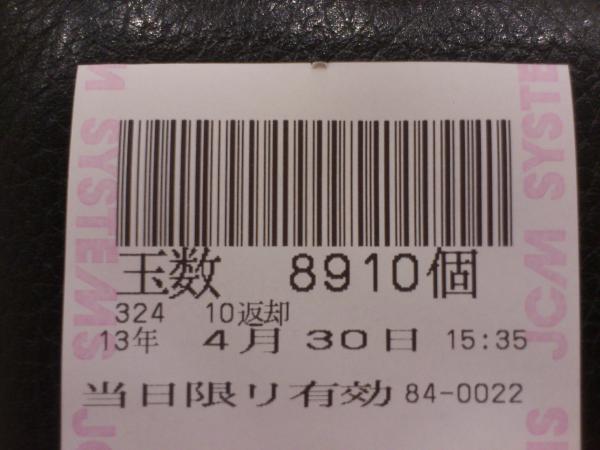 玉数 8910個
324 10返却
13年 4月30日 15:35
当日限り有効 84-0022
JCM SYSTEMS
JCM SYSTE